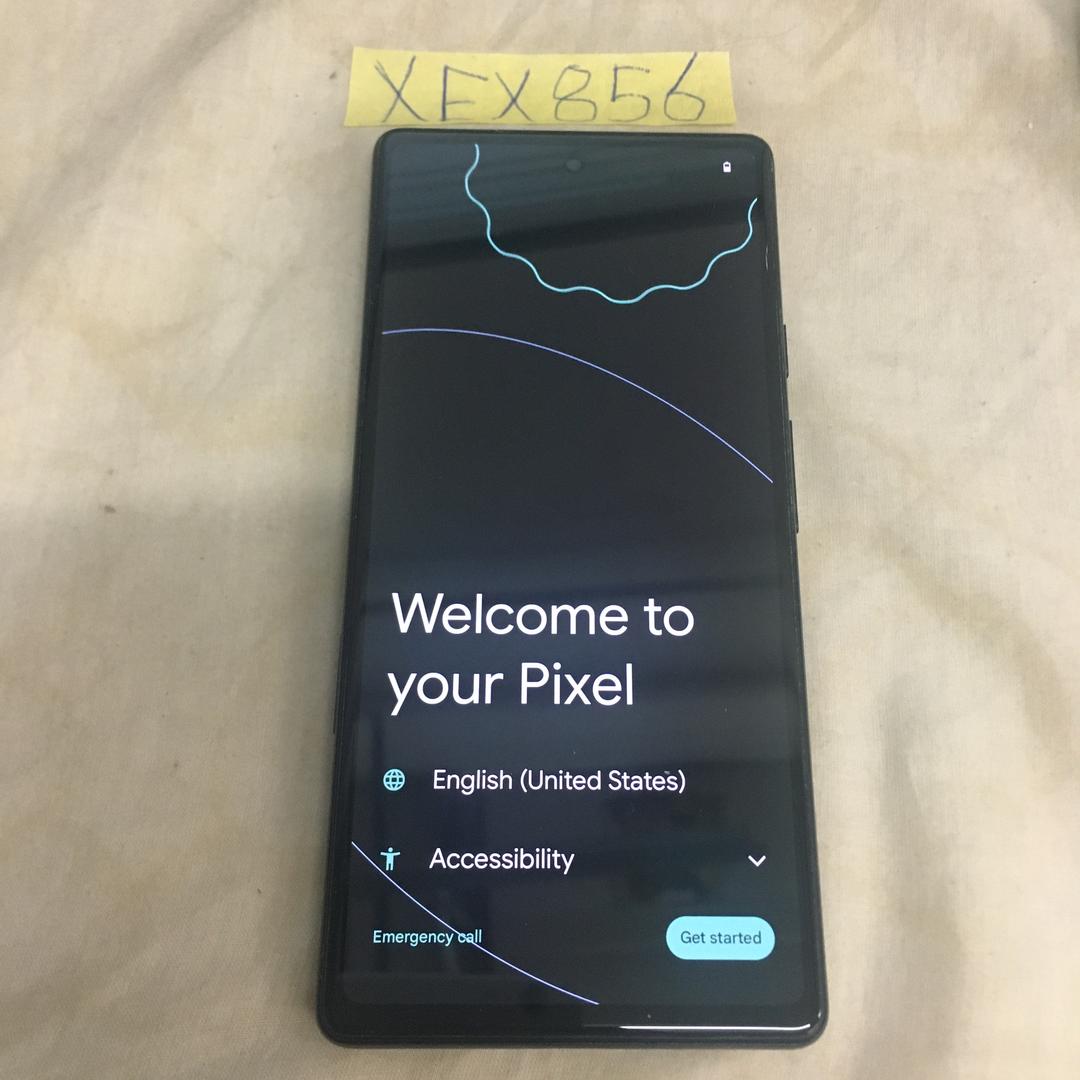 XEX856
Welcome to
your Pixel
English (United States)
Accessibility
Emergency call
Get started